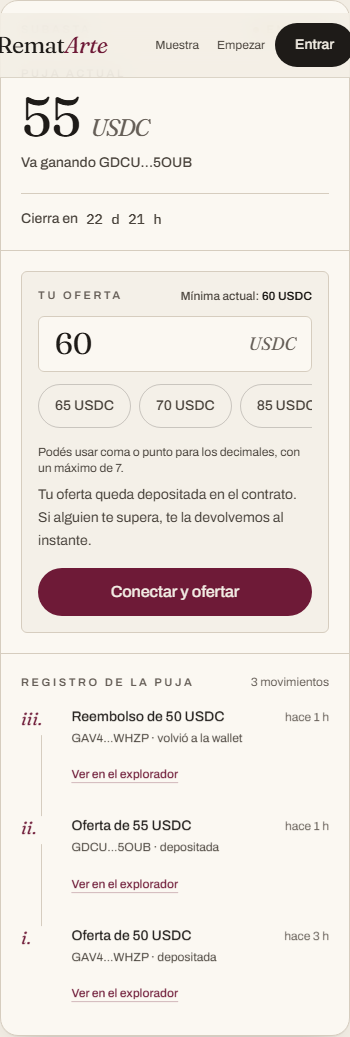 RematArte
Muestra
Empezar
Entrar
PUJA ACTUAL
55 USDC
Va ganando GDCU...5OUB
Cierra en 22 d 21 h
TU OFERTA
Mínima actual: 60 USDC
60 USDC
65 USDC
70 USDC
85 USDC
Podés usar coma o punto para los decimales, con
un máximo de 7.
Tu oferta queda depositada en el contrato.
Si alguien te supera, te la devolvemos al
instante.
Conectar y ofertar
REGISTRO DE LA PUJA
3 movimientos
iii.
Reembolso de 50 USDC
hace 1 h
GAV4...WHZP · volvió a la wallet
Ver en el explorador
ii.
Oferta de 55 USDC
hace 1 h
GDCU...5OUB · depositada
Ver en el explorador
i.
Oferta de 50 USDC
hace 3 h
GAV4...WHZP · depositada
Ver en el explorador